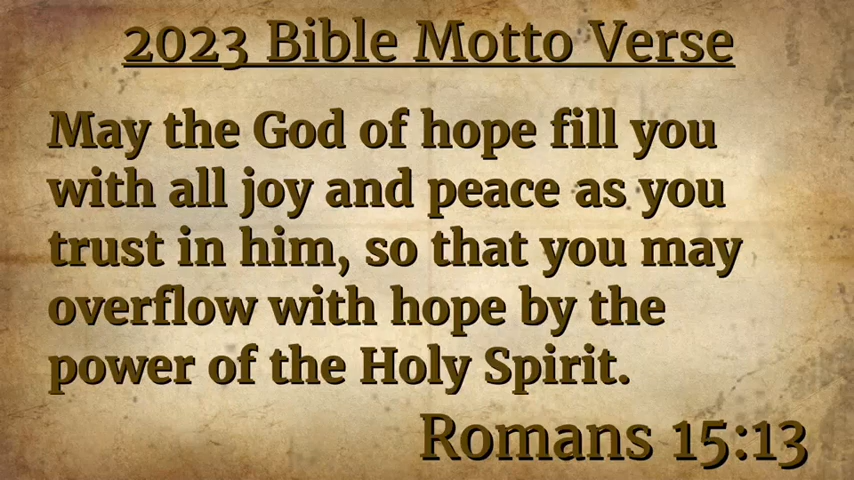 2023 Bible Motto Verse
May the God of hope fill you
with all joy and peace as you
trust in him, so that you may
overflow with hope by the
power of the Holy Spirit.
Romans 15:13